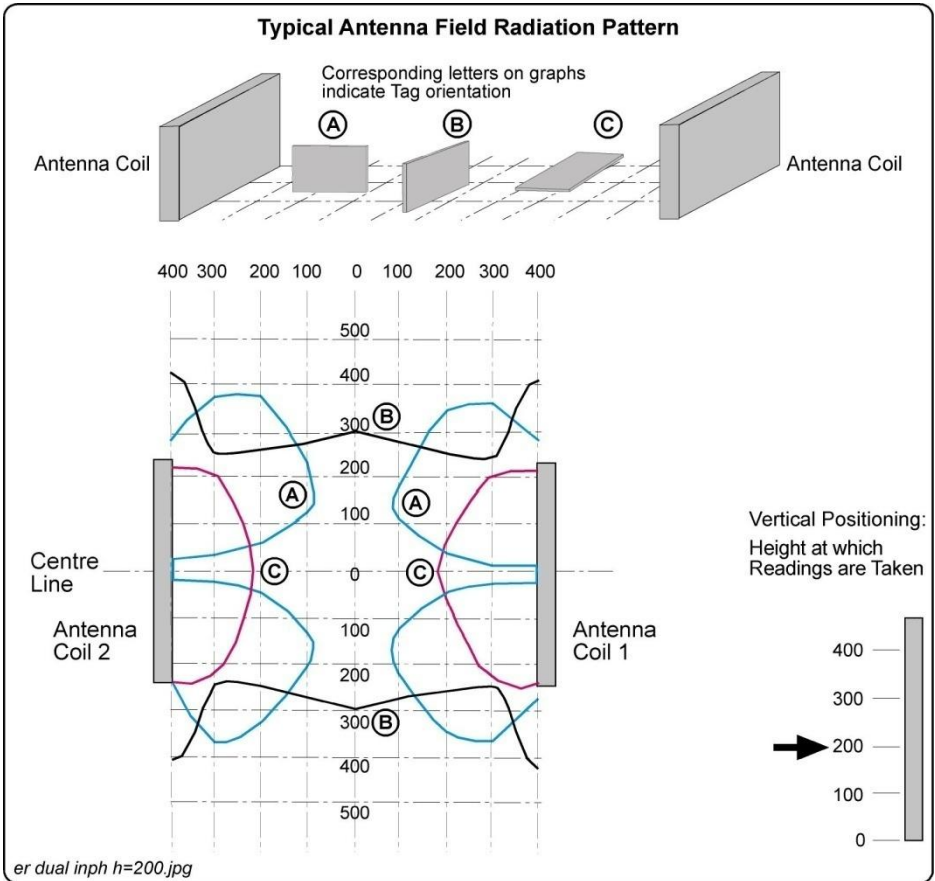 Typical Antenna Field Radiation Pattern
Corresponding letters on graphs
indicate Tag orientation
A
B
C
Antenna Coil
Antenna Coil
400 300 200 100 0 100 200 300 400
500
400
B
300
200
A
A
100
Centre
Line
C
0
C
Antenna
Coil 2
100
Antenna
Coil 1
200
300
B
400
500
Vertical Positioning:
Height at which
Readings are Taken
400
300
200
100
0
er dual inph h=200.jpg